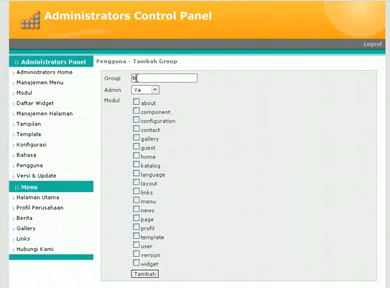 Administrators Control Panel
Logout
:: Administrators Panel
Administrators Home
Manajemen Menu
Modul
Daftar Widget
Manajemen Halaman
Tampilan
Template
Konfigurasi
Bahasa
Pengguna
Versi & Update
:: Menu
Halaman Utama
Profil Perusahaan
Berita
Gallery
Links
Hubungi Kami
Pengguna - Tambah Group
Group b
Admin Ya
Modul about
component
configuration
contact
gallery
guest
home
katalog
language
layout
links
menu
news
page
profil
template
user
version
widget
Tambah